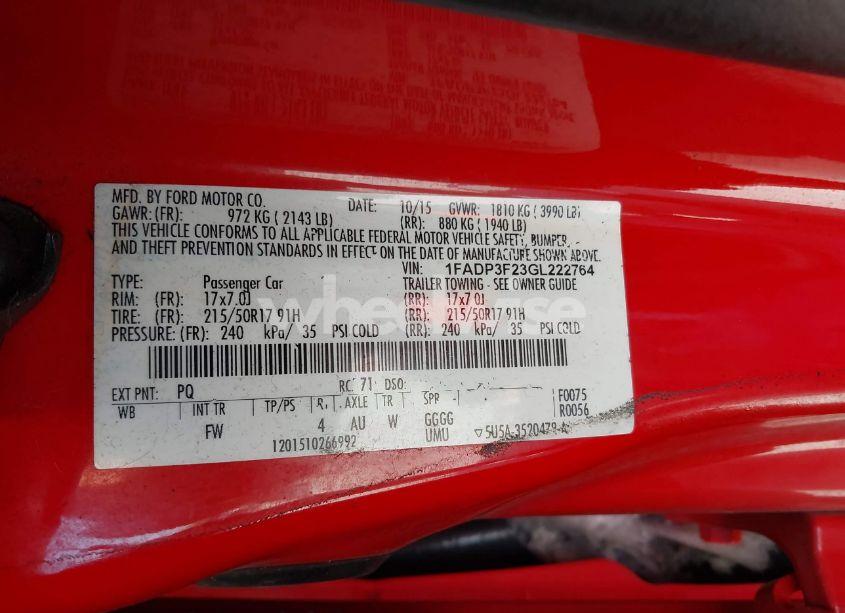 MFD. BY FORD MOTOR CO. DATE: 10/15 GVWR: 1810 KG ( 3990 LB)
GAWR: (FR): 972 KG ( 2143 LB) (RR): 880 KG ( 1940 LB)
THIS VEHICLE CONFORMS TO ALL APPLICABLE FEDERAL MOTOR VEHICLE SAFETY, BUMPER,
AND THEFT PREVENTION STANDARDS IN EFFECT ON THE DATE OF MANUFACTURE SHOWN ABOVE.
VIN: 1FADP3F23GL222764
TYPE: Passenger Car TRAILER TOWING - SEE OWNER GUIDE
RIM: (FR): 17x7.0J (RR): 17x7.0J
TIRE: (FR): 215/50R17 91H (RR): 215/50R17 91H
PRESSURE: (FR): 240 kPa/ 35 PSI COLD (RR): 240 kPa/ 35 PSI COLD
EXT PNT: PQ RC: 71 DSO: F0075
WB INT TR TP/PS R. AXLE TR SPR R0056
FW 4 AU W GGGG
UMU
1201510266992 ▽5U5A-3520472-A